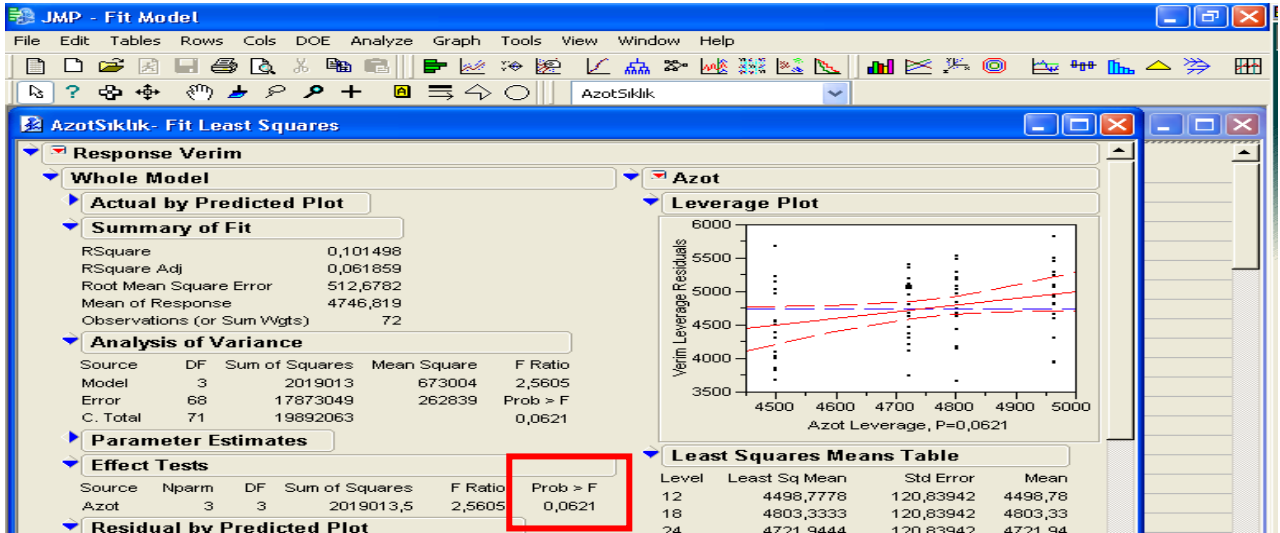 JMP - Fit Model
File Edit Tables Rows Cols DOE Analyze Graph Tools View Window Help
AzotSıklık
AzotSıklık- Fit Least Squares
Response Verim
Whole Model
Actual by Predicted Plot
Summary of Fit
RSquare 0,101498
RSquare Adj 0,061859
Root Mean Square Error 512,6782
Mean of Response 4746,819
Observations (or Sum Wgts) 72
Analysis of Variance
Source DF Sum of Squares Mean Square F Ratio
Model 3 2019013 673004 2,5605
Error 68 17873049 262839 Prob > F
C. Total 71 19892063 0,0621
Parameter Estimates
Effect Tests
Source Nparm DF Sum of Squares F Ratio Prob > F
Azot 3 3 2019013,5 2,5605 0,0621
Residual by Predicted Plot
Azot
Leverage Plot
Verim Leverage Residuals
6000
5500
5000
4500
4000
3500
4500 4600 4700 4800 4900 5000
Azot Leverage, P=0,0621
Least Squares Means Table
Level Least Sq Mean Std Error Mean
12 4498,7778 120,83942 4498,78
18 4803,3333 120,83942 4803,33
24 4721,9444 120,83942 4721,94